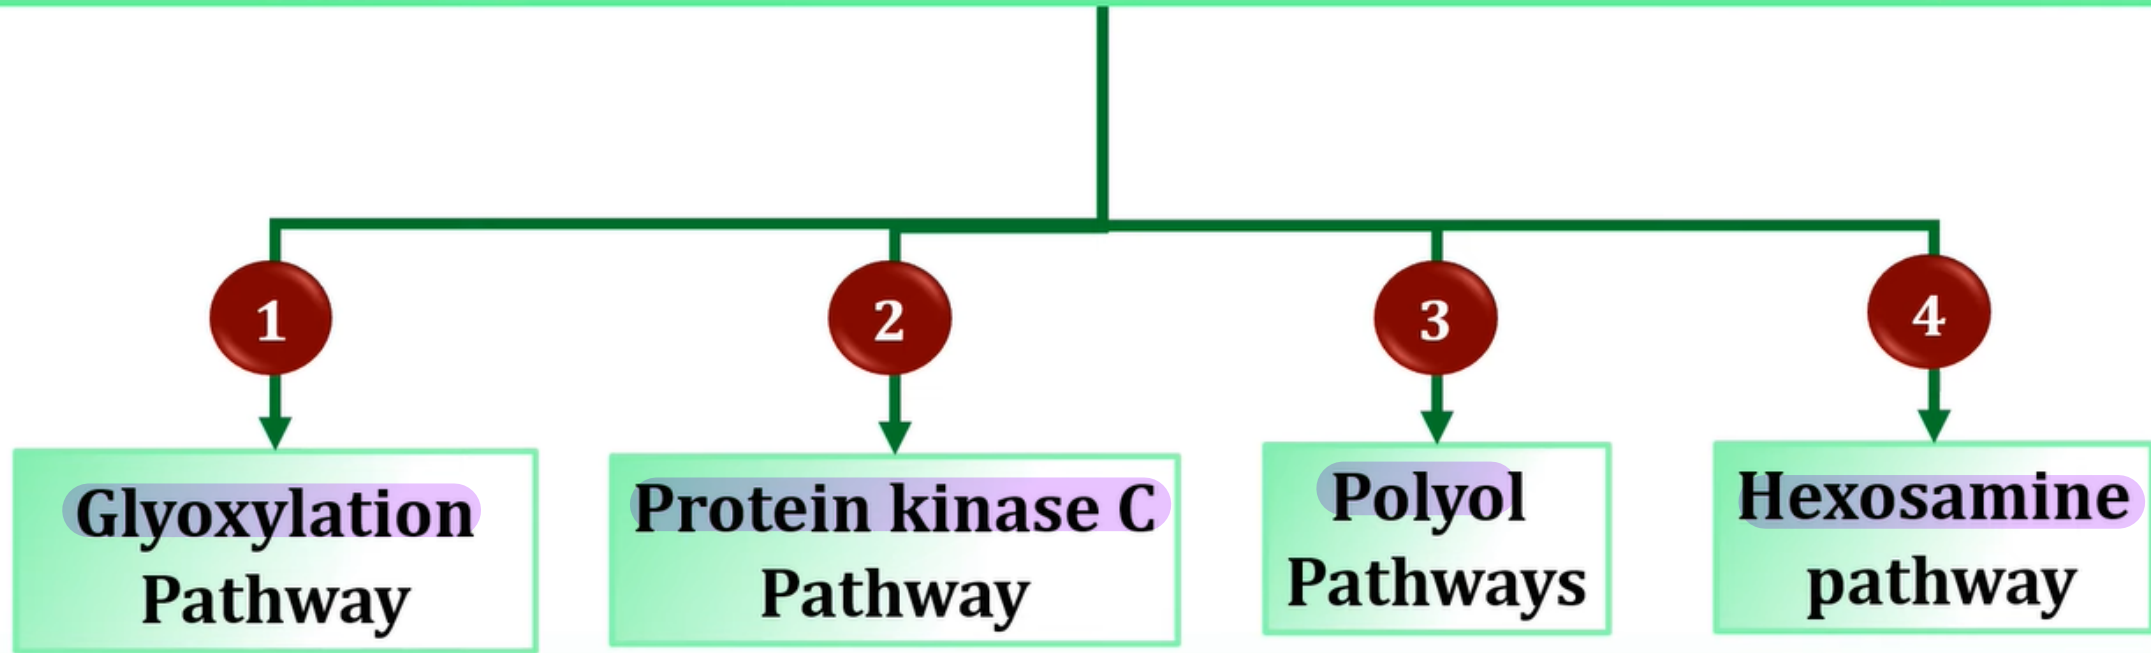 1
2
3
4
Glyoxylation
Pathway
Protein kinase C
Pathway
Polyol
Pathways
Hexosamine
pathway